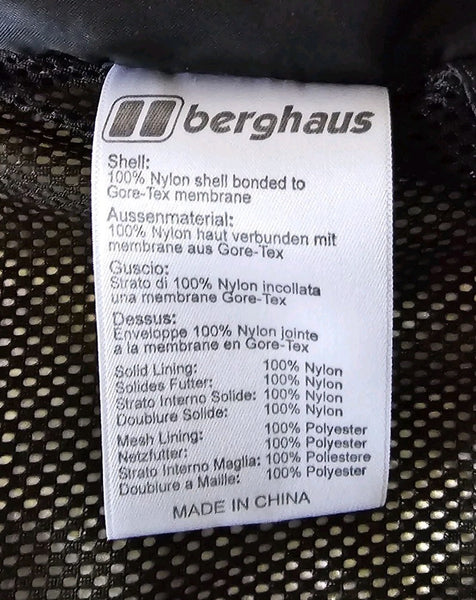 berghaus
Shell:
100% Nylon shell bonded to
Gore-Tex membrane
Aussenmaterial:
100% Nylon haut verbunden mit
membrane aus Gore-Tex
Guscio:
Strato di 100% Nylon incollata
una membrane Gore-Tex
Dessus:
Enveloppe 100% Nylon jointe
a la membrane en Gore-Tex
Solid Lining: 100% Nylon
Solides Futter: 100% Nylon
Strato Interno Solide: 100% Nylon
Doublure Solide: 100% Nylon
Mesh Lining: 100% Polyester
Netzfutter: 100% Polyester
Strato Interno Maglia: 100% Poliestere
Doublure a Maille: 100% Polyester
MADE IN CHINA